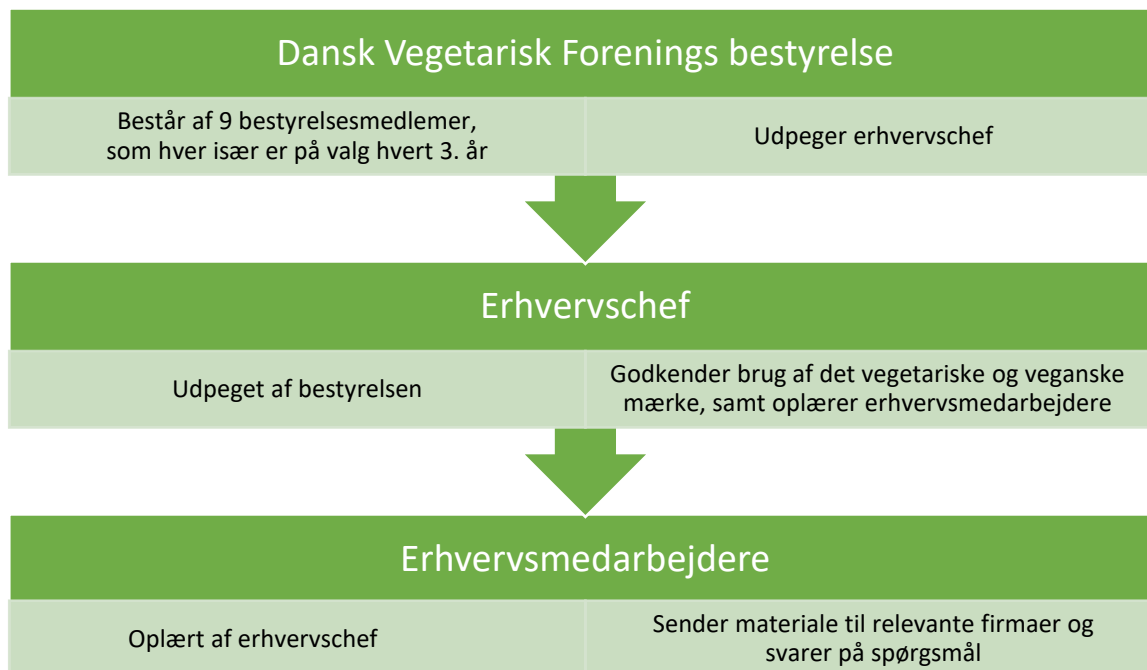 Dansk Vegetarisk Forenings bestyrelse
Består af 9 bestyrelsesmedlemer,
som hver især er på valg hvert 3. år
Udpeger erhvervschef
Erhvervschef
Udpeget af bestyrelsen
Godkender brug af det vegetariske og veganske
mærke, samt oplærer erhvervsmedarbejdere
Erhvervsmedarbejdere
Oplært af erhvervschef
Sender materiale til relevante firmaer og
svarer på spørgsmål